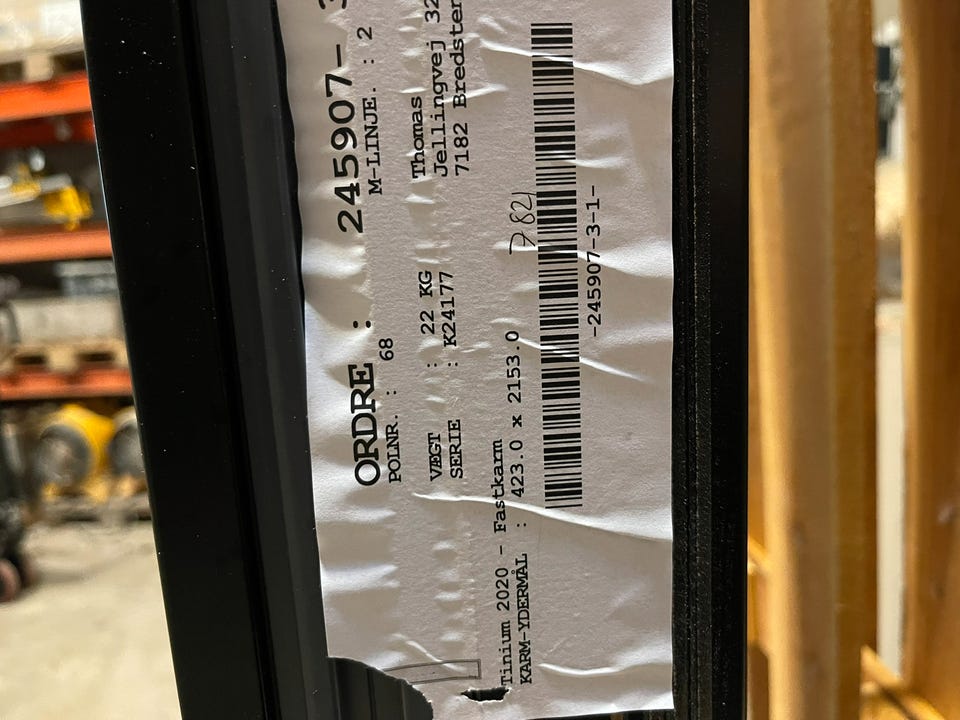 ORDRE : 245907-
POLNR. : 68 M-LINJE. : 2
VÆGT : 22 KG Thomas
SERIE : K24177 Jellingvej 32
7182 Bredsten
Tinium 2020 - Fastkarm
KARM-YDERMÅL : 423.0 x 2153.0
-245907-3-1-